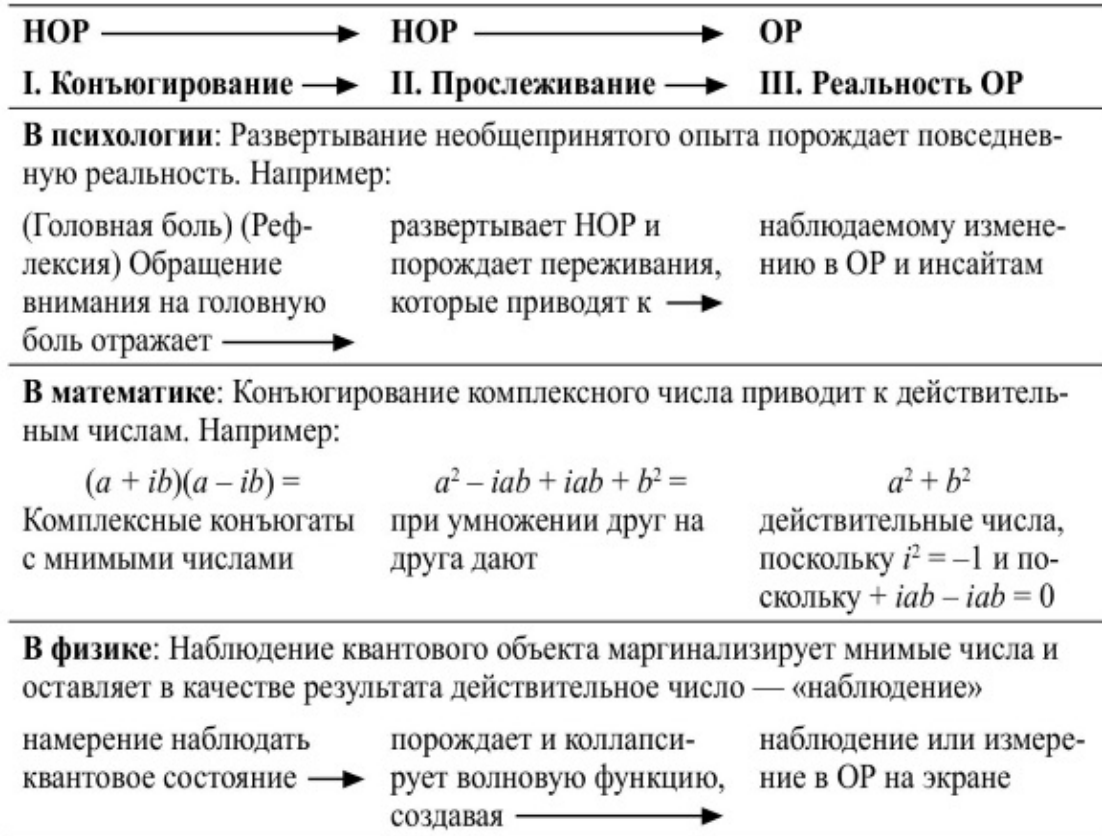 НОР → НОР → ОР
I. Конъюгирование → II. Прослеживание → III. Реальность ОР
В психологии: Развертывание необщепринятого опыта порождает повседнев-
ную реальность. Например:
(Головная боль) (Реф-
лексия) Обращение
внимания на головную
боль отражает →
развертывает НОР и
порождает переживания,
которые приводят к →
наблюдаемому измене-
нию в ОР и инсайтам
В математике: Конъюгирование комплексного числа приводит к действитель-
ным числам. Например:
(a + ib)(a – ib) =
Комплексные конъюгаты
с мнимыми числами
a² – iab + iab + b² =
при умножении друг на
друга дают
a² + b²
действительные числа,
поскольку i² = –1 и по-
скольку + iab – iab = 0
В физике: Наблюдение квантового объекта маргинализирует мнимые числа и
оставляет в качестве результата действительное число — «наблюдение»
намерение наблюдать
квантовое состояние →
порождает и коллапси-
рует волновую функцию,
создавая →
наблюдение или измере-
ние в ОР на экране